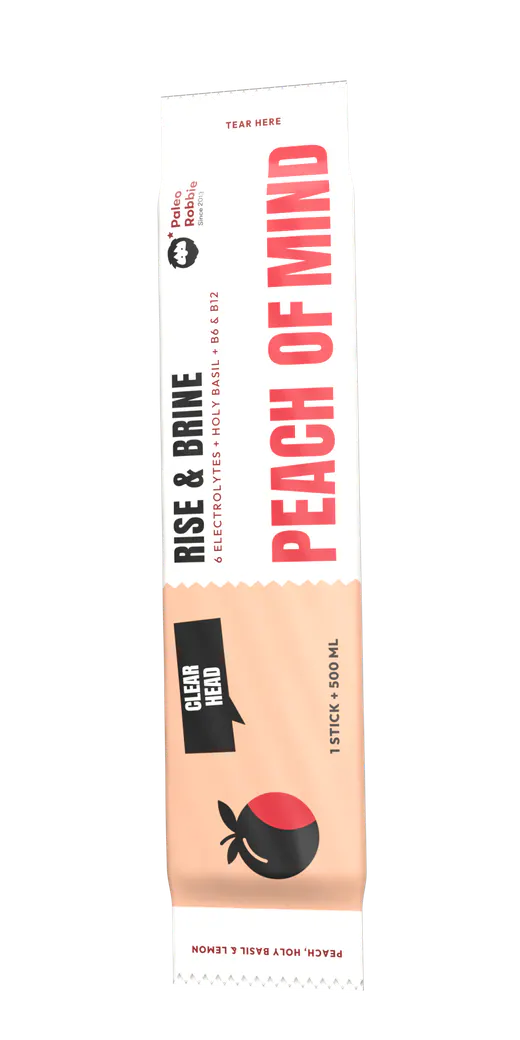 TEAR HERE
Paleo
Robbie
Since 2013
RISE & BRINE
6 ELECTROLYTES + HOLY BASIL + B6 & B12
PEACH OF MIND
CLEAR
HEAD
1 STICK + 500 ML
PEACH, HOLY BASIL & LEMON